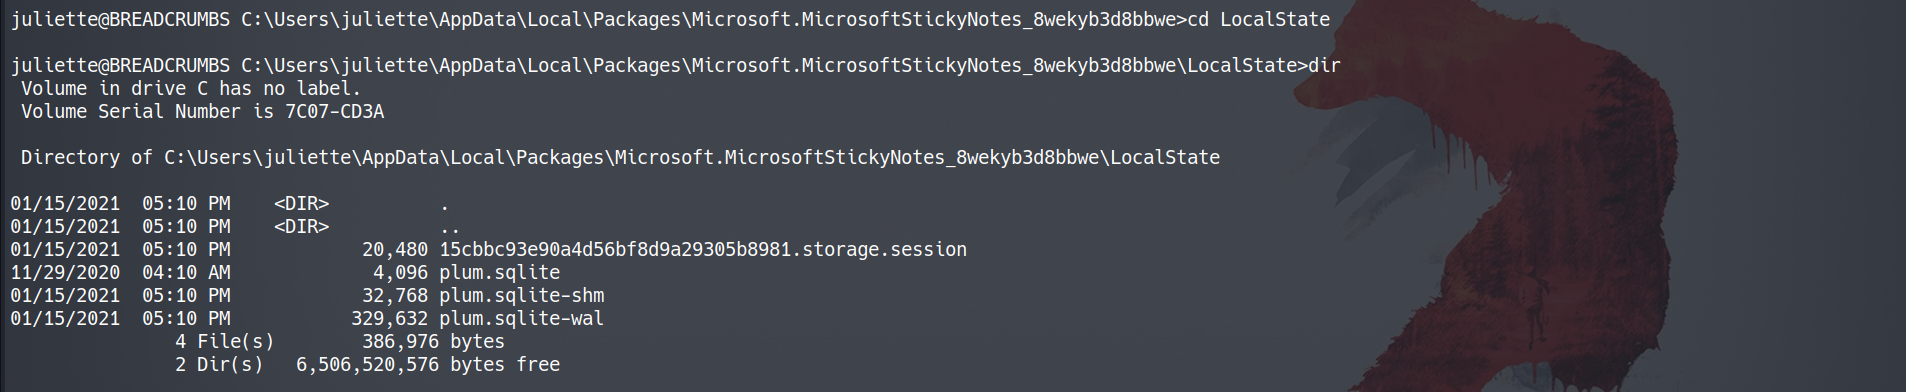 juliette@BREADCRUMBS C:\Users\juliette\AppData\Local\Packages\Microsoft.MicrosoftStickyNotes_8wekyb3d8bbwe>cd LocalState
juliette@BREADCRUMBS C:\Users\juliette\AppData\Local\Packages\Microsoft.MicrosoftStickyNotes_8wekyb3d8bbwe\LocalState>dir
 Volume in drive C has no label.
 Volume Serial Number is 7C07-CD3A
 Directory of C:\Users\juliette\AppData\Local\Packages\Microsoft.MicrosoftStickyNotes_8wekyb3d8bbwe\LocalState
01/15/2021  05:10 PM    <DIR>          .
01/15/2021  05:10 PM    <DIR>          ..
01/15/2021  05:10 PM            20,480 15cbbc93e90a4d56bf8d9a29305b8981.storage.session
11/29/2020  04:10 AM             4,096 plum.sqlite
01/15/2021  05:10 PM            32,768 plum.sqlite-shm
01/15/2021  05:10 PM           329,632 plum.sqlite-wal
               4 File(s)        386,976 bytes
               2 Dir(s)   6,506,520,576 bytes free